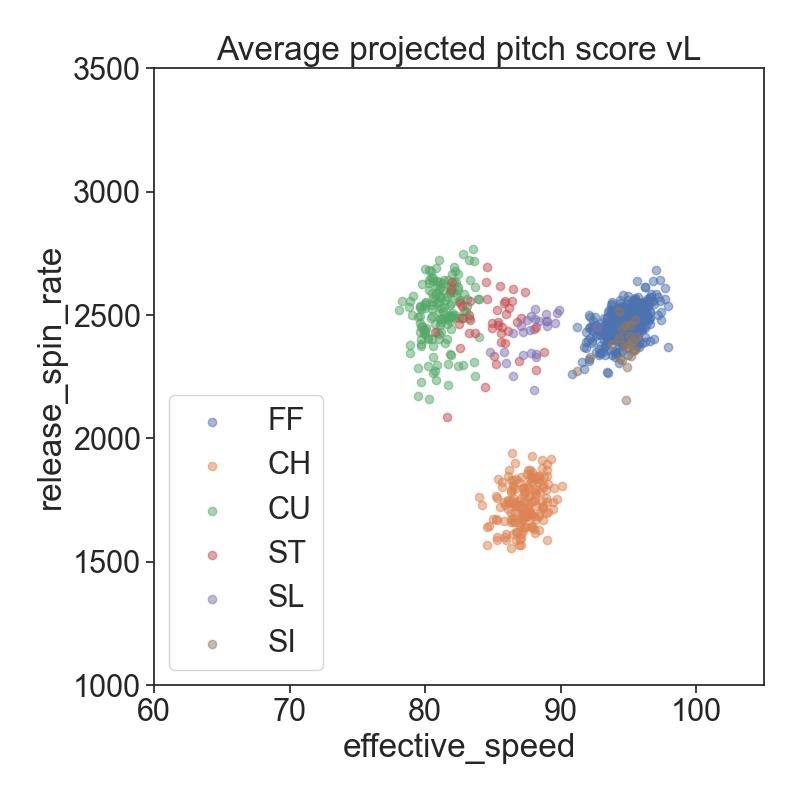 Average projected pitch score vL
3500
3000
2500
2000
1500
1000
release_spin_rate
FF
CH
CU
ST
SL
SI
60
70
80
90
100
effective_speed